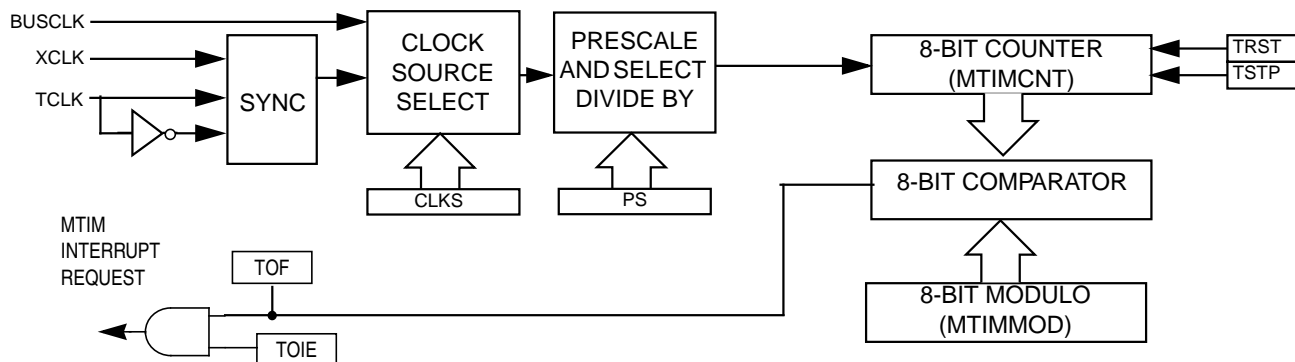 BUSCLK
XCLK
TCLK
SYNC
CLOCK
SOURCE
SELECT
CLKS
PRESCALE
AND SELECT
DIVIDE BY
PS
8-BIT COUNTER
(MTIMCNT)
TRST
TSTP
8-BIT COMPARATOR
8-BIT MODULO
(MTIMMOD)
MTIM
INTERRUPT
REQUEST
TOF
TOIE